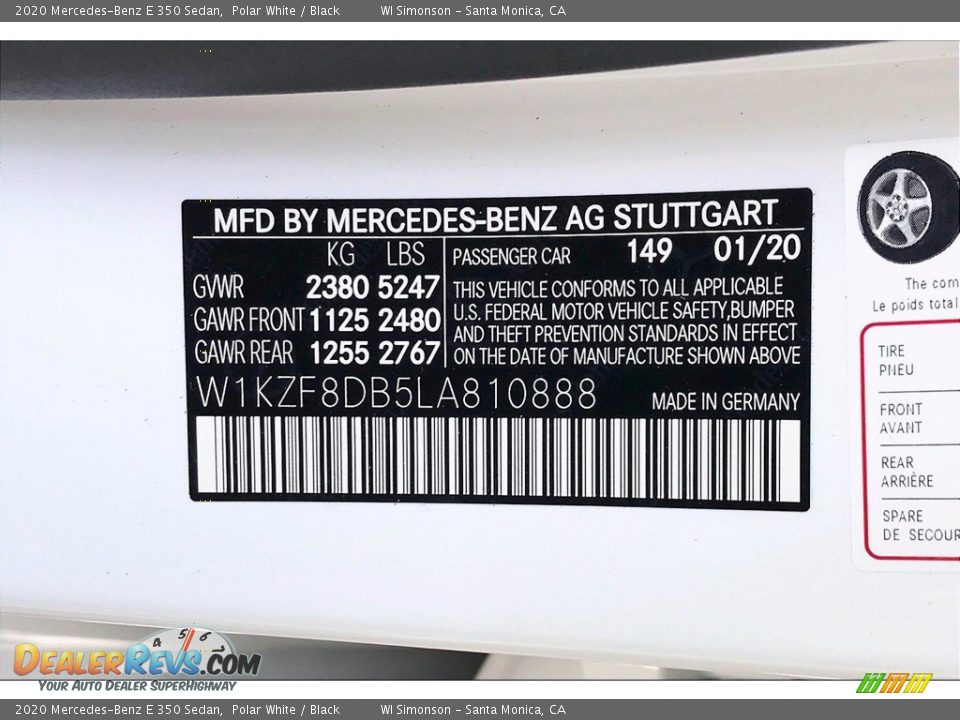 2020 Mercedes-Benz E 350 Sedan, Polar White / Black WI Simonson - Santa Monica, CA
MFD BY MERCEDES-BENZ AG STUTTGART
KG LBS PASSENGER CAR 149 01/20
GVWR 2380 5247 THIS VEHICLE CONFORMS TO ALL APPLICABLE
GAWR FRONT 1125 2480 U.S. FEDERAL MOTOR VEHICLE SAFETY,BUMPER
AND THEFT PREVENTION STANDARDS IN EFFECT
GAWR REAR 1255 2767 ON THE DATE OF MANUFACTURE SHOWN ABOVE
W1KZF8DB5LA810888 MADE IN GERMANY
The com
Le poids total
TIRE
PNEU
FRONT
AVANT
REAR
ARRIÈRE
SPARE
DE SECOUR
4 5 6
DEALERREVS.COM
YOUR AUTO DEALER SUPERHIGHWAY
2020 Mercedes-Benz E 350 Sedan, Polar White / Black WI Simonson - Santa Monica, CA